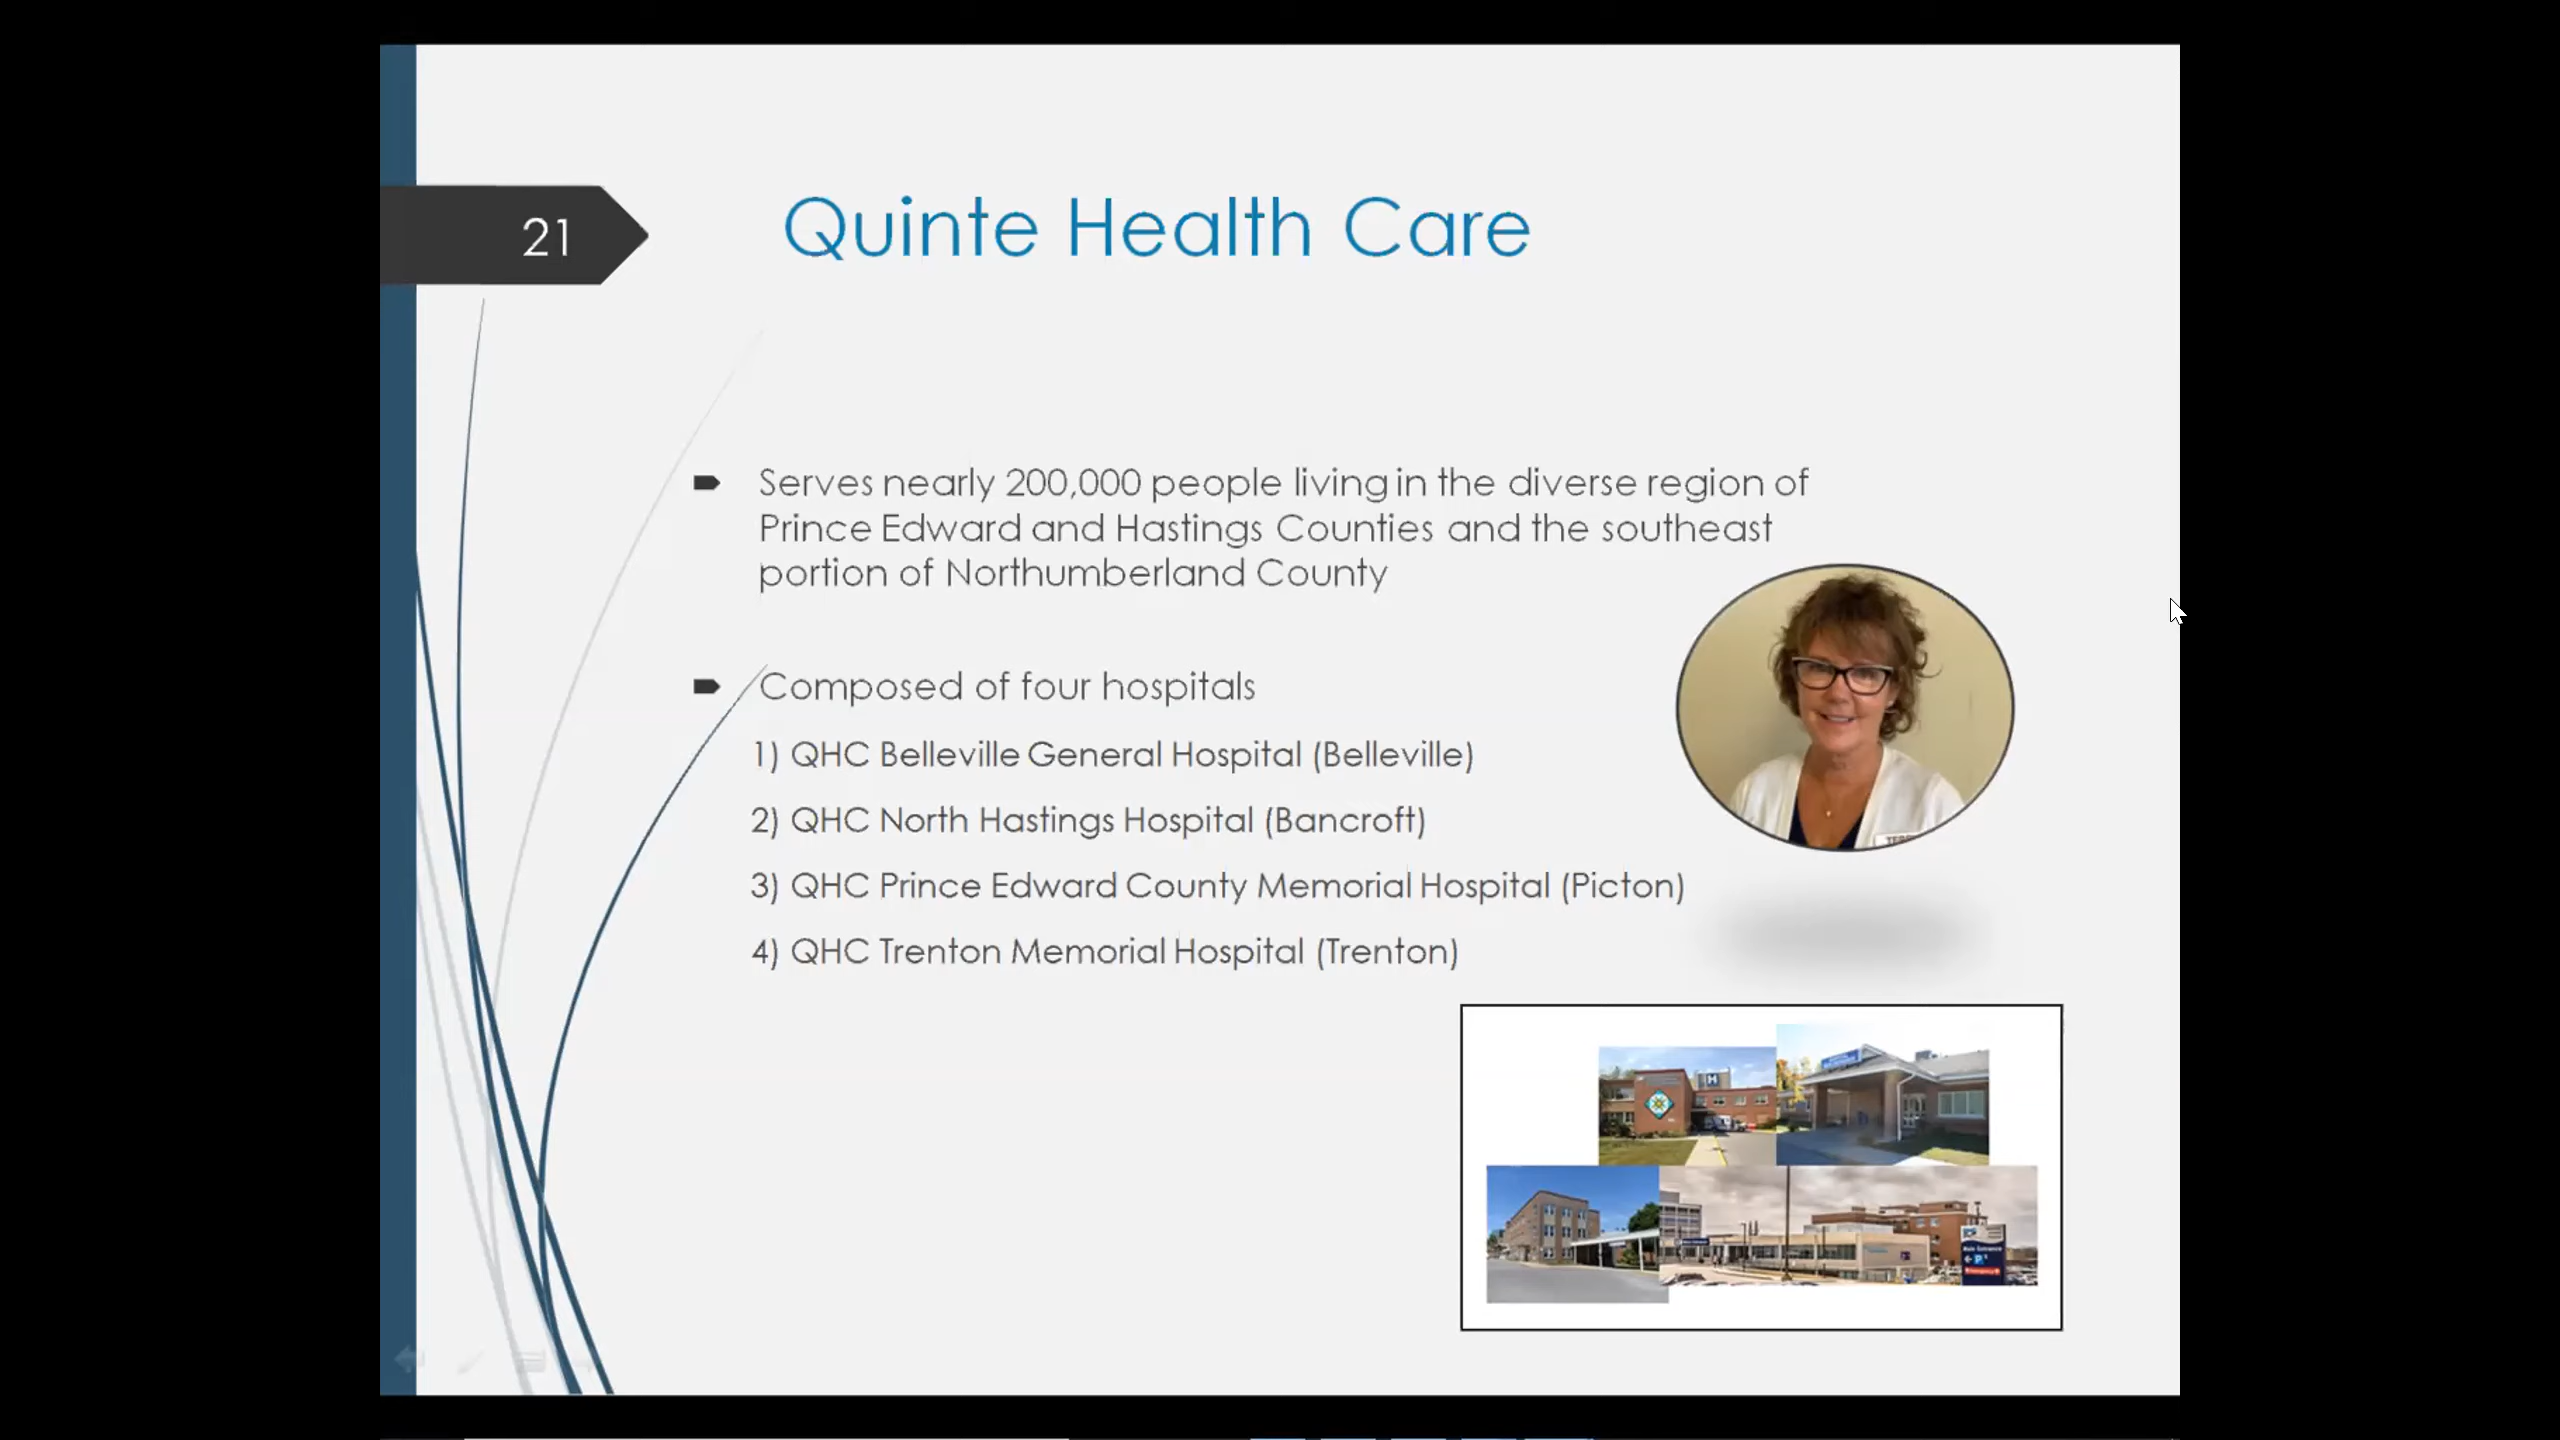 21
Quinte Health Care
Serves nearly 200,000 people living in the diverse region of
Prince Edward and Hastings Counties and the southeast
portion of Northumberland County
Composed of four hospitals
1) QHC Belleville General Hospital (Belleville)
2) QHC North Hastings Hospital (Bancroft)
3) QHC Prince Edward County Memorial Hospital (Picton)
4) QHC Trenton Memorial Hospital (Trenton)
H
Main Entrance
P
Emergency